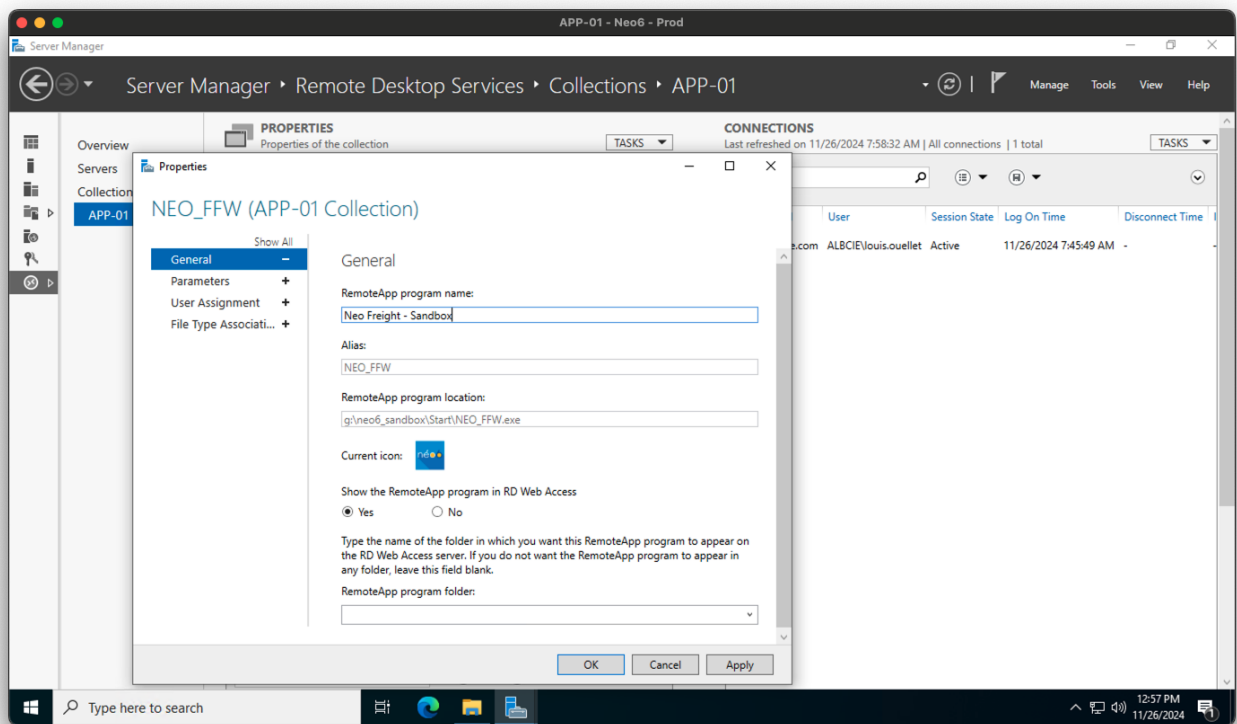 APP-01 - Neo6 - Prod
Server Manager
Server Manager ‣ Remote Desktop Services ‣ Collections ‣ APP-01
Manage Tools View Help
Overview
Servers
Collection
APP-01
PROPERTIES
Properties of the collection
TASKS
CONNECTIONS
Last refreshed on 11/26/2024 7:58:32 AM | All connections | 1 total
TASKS
User Session State Log On Time Disconnect Time
e.com ALBCIE\louis.ouellet Active 11/26/2024 7:45:49 AM - -
Properties
NEO_FFW (APP-01 Collection)
Show All
General –
Parameters +
User Assignment +
File Type Associati... +
General
RemoteApp program name:
Neo Freight - Sandbox
Alias:
NEO_FFW
RemoteApp program location:
g:\neo6_sandbox\Start\NEO_FFW.exe
Current icon:
néo
Show the RemoteApp program in RD Web Access
Yes No
Type the name of the folder in which you want this RemoteApp program to appear on
the RD Web Access server. If you do not want the RemoteApp program to appear in
any folder, leave this field blank.
RemoteApp program folder:
OK Cancel Apply
Type here to search
12:57 PM
11/26/2024
1